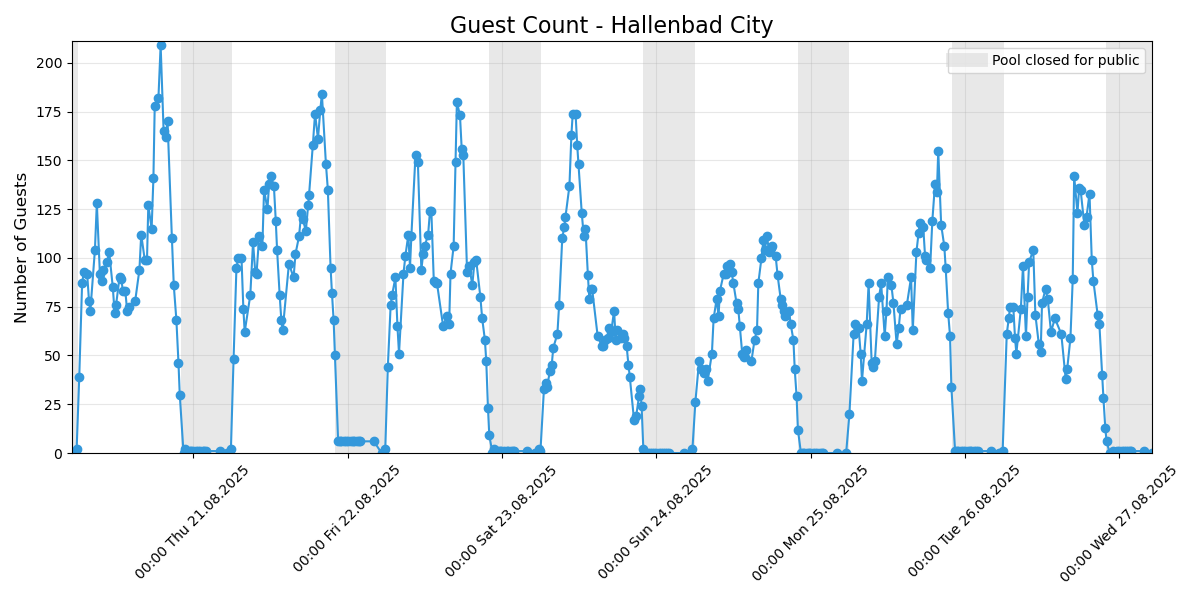 Guest Count - Hallenbad City
Pool closed for public
Number of Guests
200
175
150
125
100
75
50
25
0
00:00 Thu 21.08.2025
00:00 Fri 22.08.2025
00:00 Sat 23.08.2025
00:00 Sun 24.08.2025
00:00 Mon 25.08.2025
00:00 Tue 26.08.2025
00:00 Wed 27.08.2025